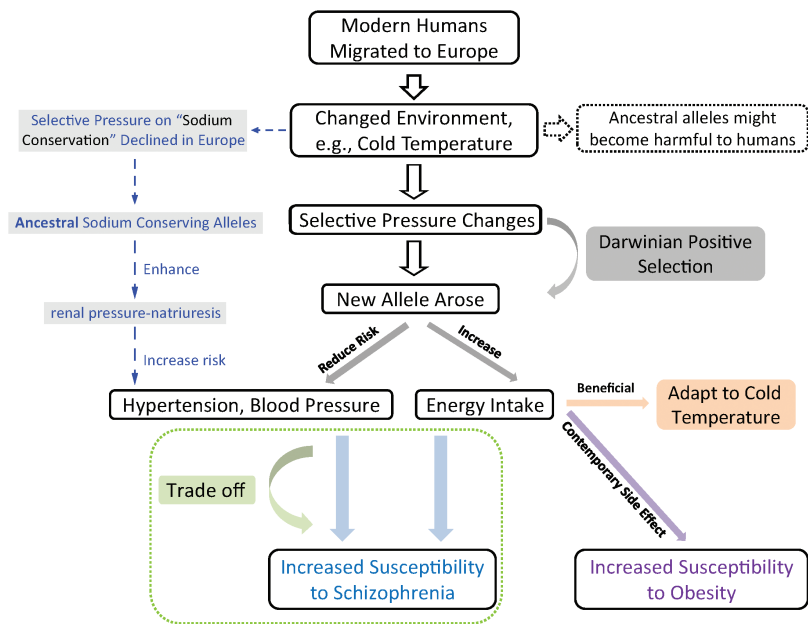 Modern Humans
Migrated to Europe
Selective Pressure on “Sodium
Conservation” Declined in Europe
Changed Environment,
e.g., Cold Temperature
Ancestral alleles might
become harmful to humans
Ancestral Sodium Conserving Alleles
Selective Pressure Changes
Darwinian Positive
Selection
Enhance
New Allele Arose
renal pressure-natriuresis
Reduce Risk
Increase
Increase risk
Hypertension, Blood Pressure
Energy Intake
Beneficial
Adapt to Cold
Temperature
Contemporary Side Effect
Trade off
Increased Susceptibility
to Schizophrenia
Increased Susceptibility
to Obesity